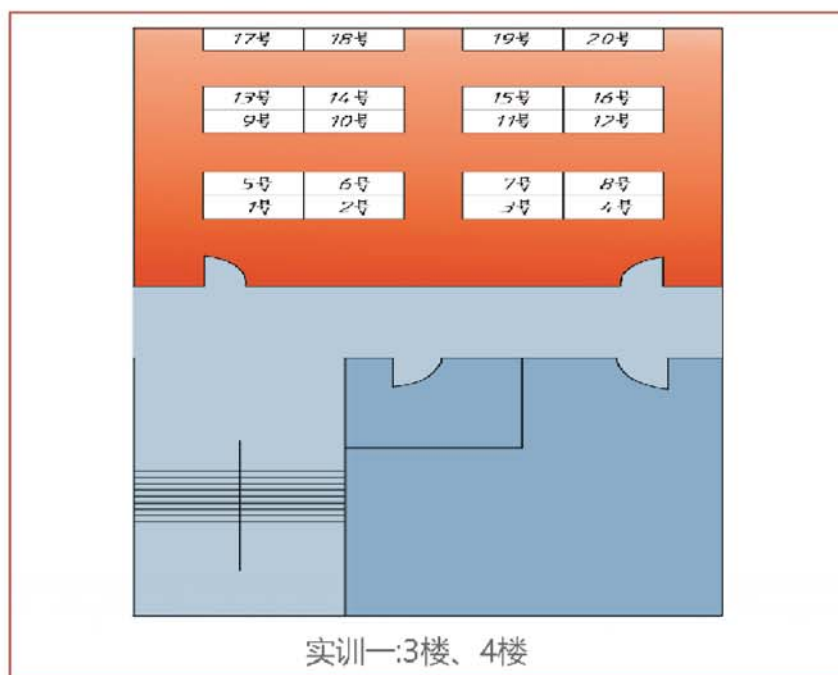 17号 18号 19号 20号
13号 14号 15号 16号
9号 10号 11号 12号
5号 6号 7号 8号
1号 2号 3号 4号
实训一:3楼、4楼